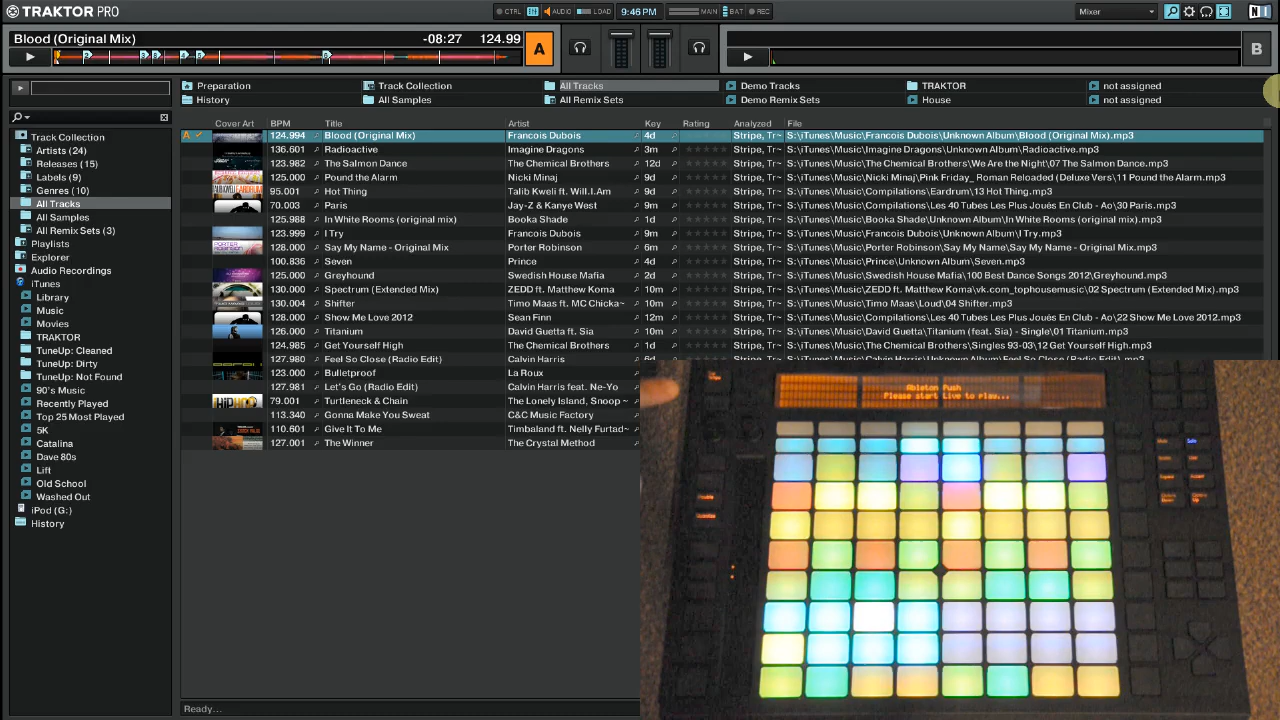 TRAKTOR PRO
CTRL AUDIO LOAD 9:46 PM MAIN BAT REC Mixer
Blood (Original Mix) -08:27 124.99 A B
Preparation Track Collection All Tracks Demo Tracks TRAKTOR not assigned
History All Samples All Remix Sets Demo Remix Sets House not assigned
Cover Art BPM Title Artist Key Rating Analyzed File
A 124.994 Blood (Original Mix) Francois Dubois 4d Stripe, Tr~ S:\iTunes\Music\Francois Dubois\Unknown Album\Blood (Original Mix).mp3
136.601 Radioactive Imagine Dragons 3m Stripe, Tr~ S:\iTunes\Music\Imagine Dragons\Unknown Album\Radioactive.mp3
123.982 The Salmon Dance The Chemical Brothers 12d Stripe, Tr~ S:\iTunes\Music\The Chemical Brothers\We Are the Night\07 The Salmon Dance.mp3
125.000 Pound the Alarm Nicki Minaj 9d Stripe, Tr~ S:\iTunes\Music\Nicki Minaj\Pink Friday_ Roman Reloaded (Deluxe Vers\11 Pound the Alarm.mp3
95.001 Hot Thing Talib Kweli ft. Will.I.Am 9d Stripe, Tr~ S:\iTunes\Music\Compilations\Eardrum\13 Hot Thing.mp3
70.003 Paris Jay-Z & Kanye West 9m Stripe, Tr~ S:\iTunes\Music\Compilations\Les 40 Tubes Les Plus Joués En Club - Ao\30 Paris.mp3
125.988 In White Rooms (original mix) Booka Shade 1d Stripe, Tr~ S:\iTunes\Music\Booka Shade\Unknown Album\In White Rooms (original mix).mp3
123.999 I Try Francois Dubois 9m Stripe, Tr~ S:\iTunes\Music\Francois Dubois\Unknown Album\I Try.mp3
128.000 Say My Name - Original Mix Porter Robinson 6m Stripe, Tr~ S:\iTunes\Music\Porter Robinson\Say My Name\Say My Name - Original Mix.mp3
100.836 Seven Prince Stripe, Tr~ S:\iTunes\Music\Prince\Unknown Album\Seven.mp3
125.000 Greyhound Swedish House Mafia 2d Stripe, Tr~ S:\iTunes\Music\Swedish House Mafia\100 Best Dance Songs 2012\Greyhound.mp3
130.000 Spectrum (Extended Mix) ZEDD ft. Matthew Koma 10m Stripe, Tr~ S:\iTunes\Music\ZEDD ft. Matthew Koma\vk.com_tophousemusic\02 Spectrum (Extended Mix).mp3
130.004 Shifter Timo Maas ft. MC Chicka~ 10m Stripe, Tr~ S:\iTunes\Music\Timo Maas\Loud\04 Shifter.mp3
128.000 Show Me Love 2012 Sean Finn 12m Stripe, Tr~ S:\iTunes\Music\Compilations\Les 40 Tubes Les Plus Joués En Club - Ao\22 Show Me Love 2012.mp3
126.000 Titanium David Guetta ft. Sia 10m Stripe, Tr~ S:\iTunes\Music\David Guetta\Titanium (feat. Sia) - Single\01 Titanium.mp3
124.985 Get Yourself High The Chemical Brothers 1d Stripe, Tr~ S:\iTunes\Music\The Chemical Brothers\Singles 93-03\12 Get Yourself High.mp3
127.980 Feel So Close (Radio Edit) Calvin Harris 6d Stripe, Tr~ S:\iTunes\Music\Calvin Harris\Unknown Album\Feel So Close (Radio Edit).mp3
123.000 Bulletproof La Roux
127.981 Let's Go (Radio Edit) Calvin Harris feat. Ne-Yo
79.001 Turtleneck & Chain The Lonely Island, Snoop ~
113.340 Gonna Make You Sweat C&C Music Factory
110.601 Give It To Me Timbaland ft. Nelly Furtad~
127.001 The Winner The Crystal Method
Track Collection
Artists (24)
Releases (15)
Labels (9)
Genres (10)
All Tracks
All Samples
All Remix Sets (3)
Playlists
Explorer
Audio Recordings
iTunes
Library
Music
Movies
TRAKTOR
TuneUp: Cleaned
TuneUp: Dirty
TuneUp: Not Found
90's Music
Recently Played
Top 25 Most Played
5K
Catalina
Dave 80s
Lift
Old School
Washed Out
iPod (G:)
History
Ready...
Ableton Push
Please start Live to play...